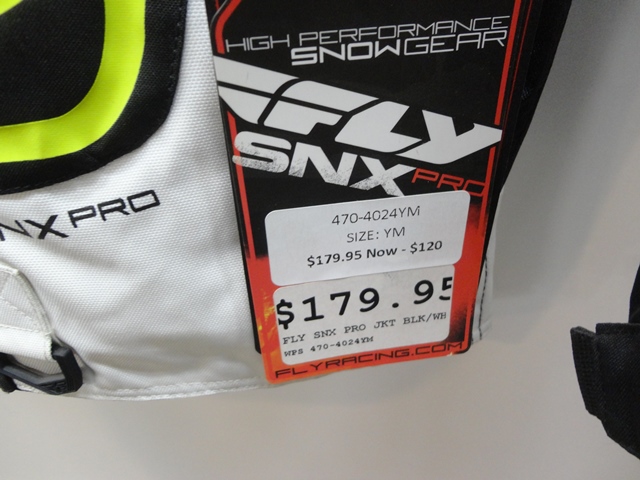 HIGH PERFORMANCE
SNOWGEAR
FLY
SNX PRO
470-4024YM
SIZE: YM
$179.95 Now - $120
$179.95
FLY SNX PRO JKT BLK/WH
WPS 470-4024YM
FLYRACING.COM
NX PRO